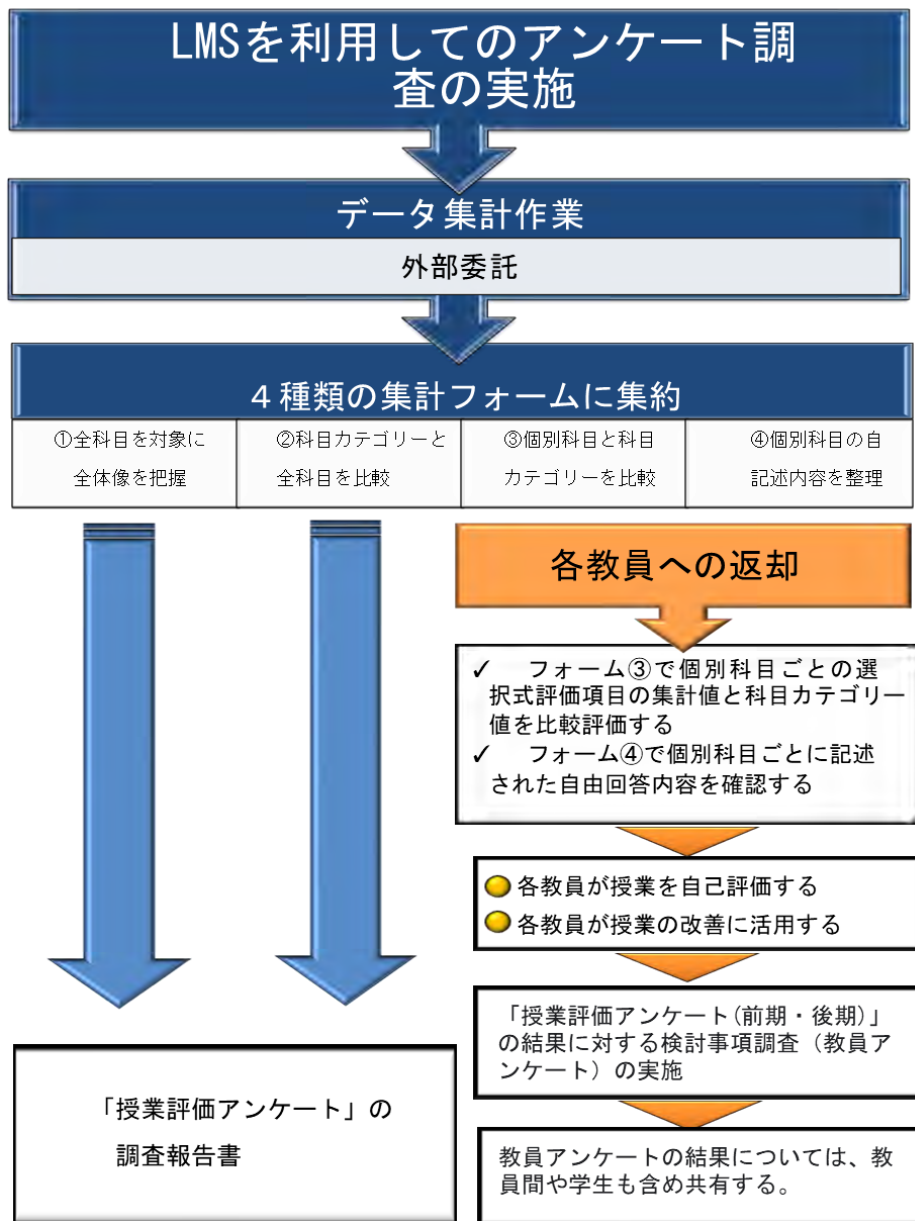 LMSを利用してのアンケート調
査の実施
データ集計作業
外部委託
４種類の集計フォームに集約
①全科目を対象に
全体像を把握
②科目カテゴリーと
全科目を比較
③個別科目と科目
カテゴリーを比較
④個別科目の自
記述内容を整理
各教員への返却
✓ フォーム③で個別科目ごとの選
択式評価項目の集計値と科目カテゴリー
値を比較評価する
✓ フォーム④で個別科目ごとに記述
された自由回答内容を確認する
各教員が授業を自己評価する
各教員が授業の改善に活用する
「授業評価アンケート(前期・後期)」
の結果に対する検討事項調査（教員ア
ンケート）の実施
教員アンケートの結果については、教
員間や学生も含め共有する。
「授業評価アンケート」の
調査報告書